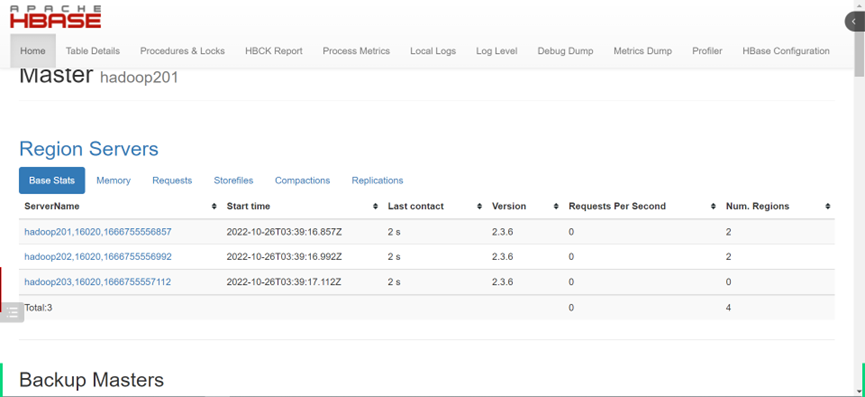 APACHE
HBASE
Home Table Details Procedures & Locks HBCK Report Process Metrics Local Logs Log Level Debug Dump Metrics Dump Profiler HBase Configuration
Master hadoop201
Region Servers
Base Stats Memory Requests Storefiles Compactions Replications
ServerName Start time Last contact Version Requests Per Second Num. Regions
hadoop201,16020,1666755556857 2022-10-26T03:39:16.857Z 2 s 2.3.6 0 2
hadoop202,16020,1666755556992 2022-10-26T03:39:16.992Z 2 s 2.3.6 0 2
hadoop203,16020,1666755557112 2022-10-26T03:39:17.112Z 2 s 2.3.6 0 0
Total:3 0 4
Backup Masters